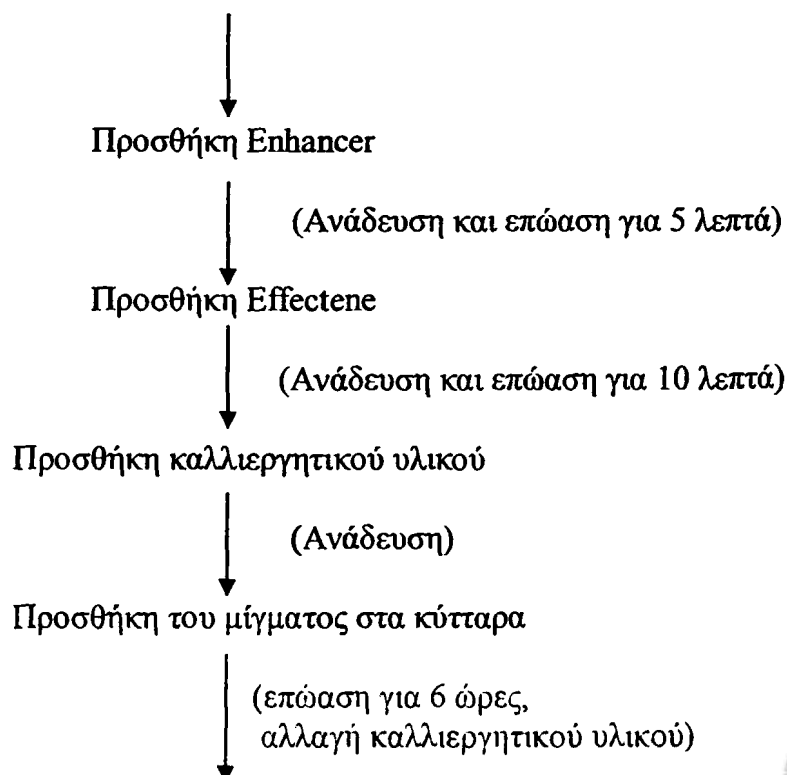 Προσθήκη Enhancer
(Ανάδευση και επώαση για 5 λεπτά)
Προσθήκη Effectene
(Ανάδευση και επώαση για 10 λεπτά)
Προσθήκη καλλιεργητικού υλικού
(Ανάδευση)
Προσθήκη του μίγματος στα κύτταρα
(επώαση για 6 ώρες,
αλλαγή καλλιεργητικού υλικού)